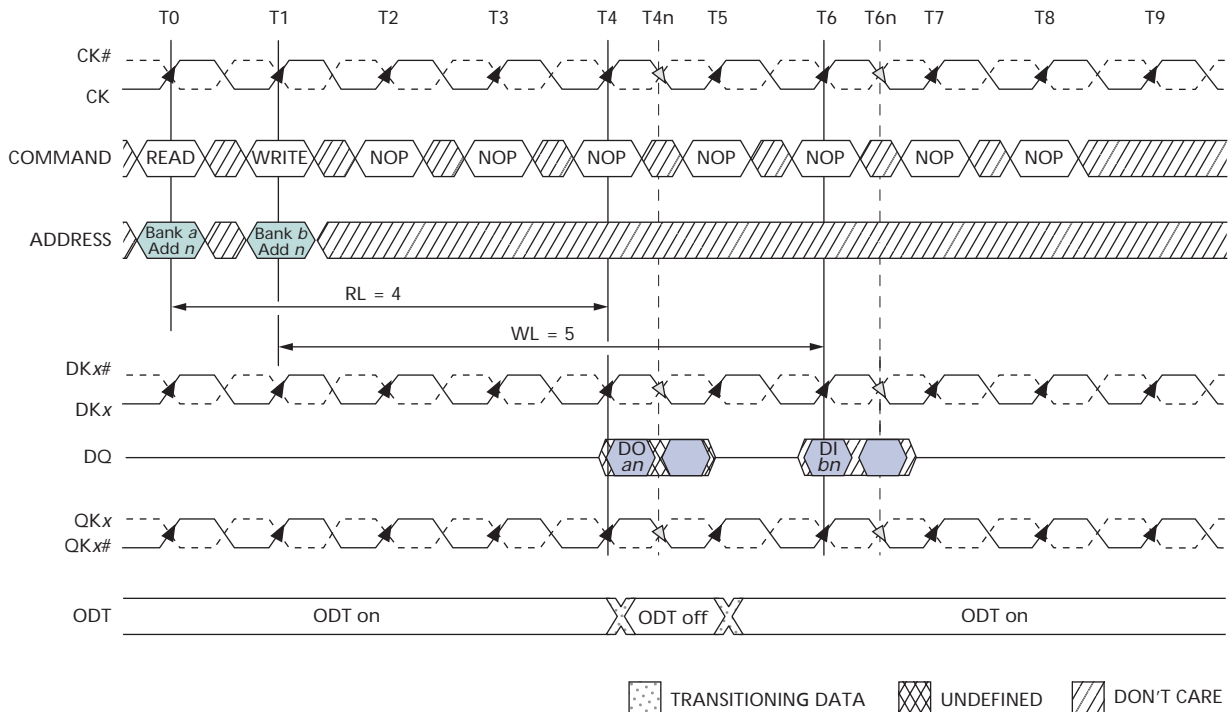 T0 T1 T2 T3 T4 T4n T5 T6 T6n T7 T8 T9
CK#
CK
COMMAND READ WRITE NOP NOP NOP NOP NOP NOP NOP
ADDRESS Bank a Add n Bank b Add n
RL = 4
WL = 5
DKx#
DKx
DQ DO an DI bn
QKx
QKx#
ODT ODT on ODT off ODT on
TRANSITIONING DATA UNDEFINED DON'T CARE